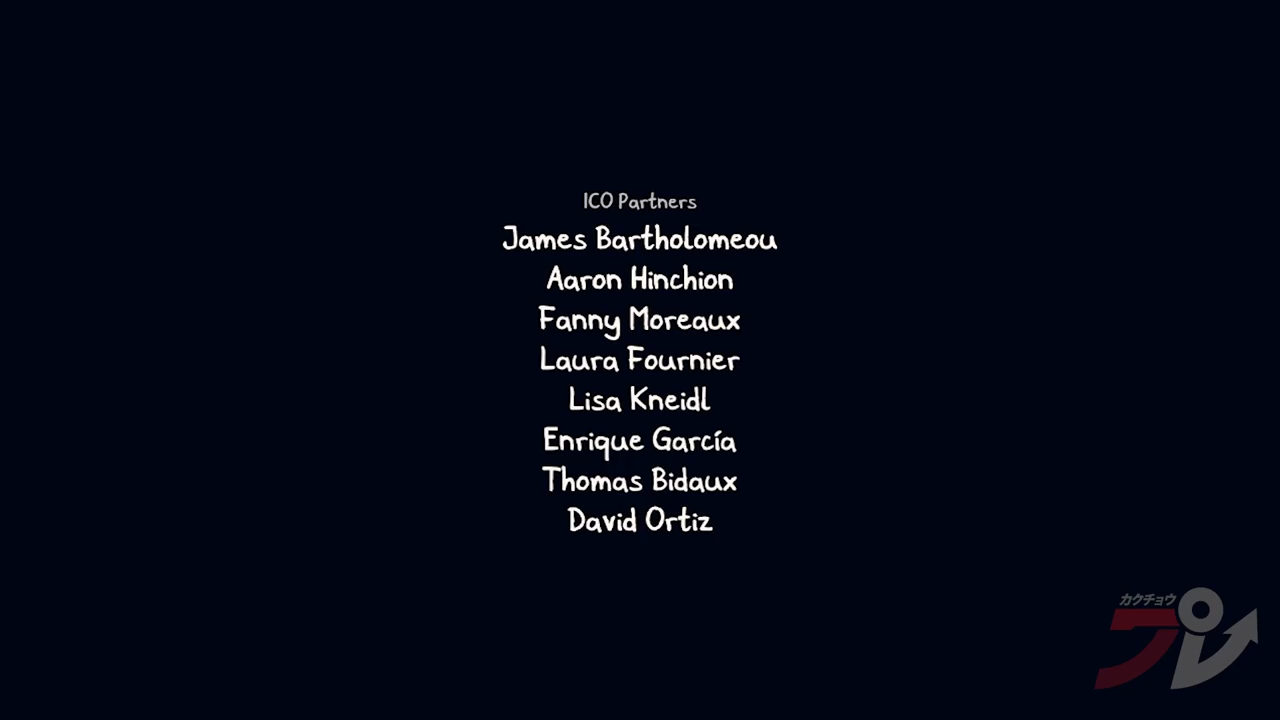 ICO Partners
James Bartholomeou
Aaron Hinchion
Fanny Moreaux
Laura Fournier
Lisa Kneidl
Enrique García
Thomas Bidaux
David Ortiz
カクチョウ
プレ